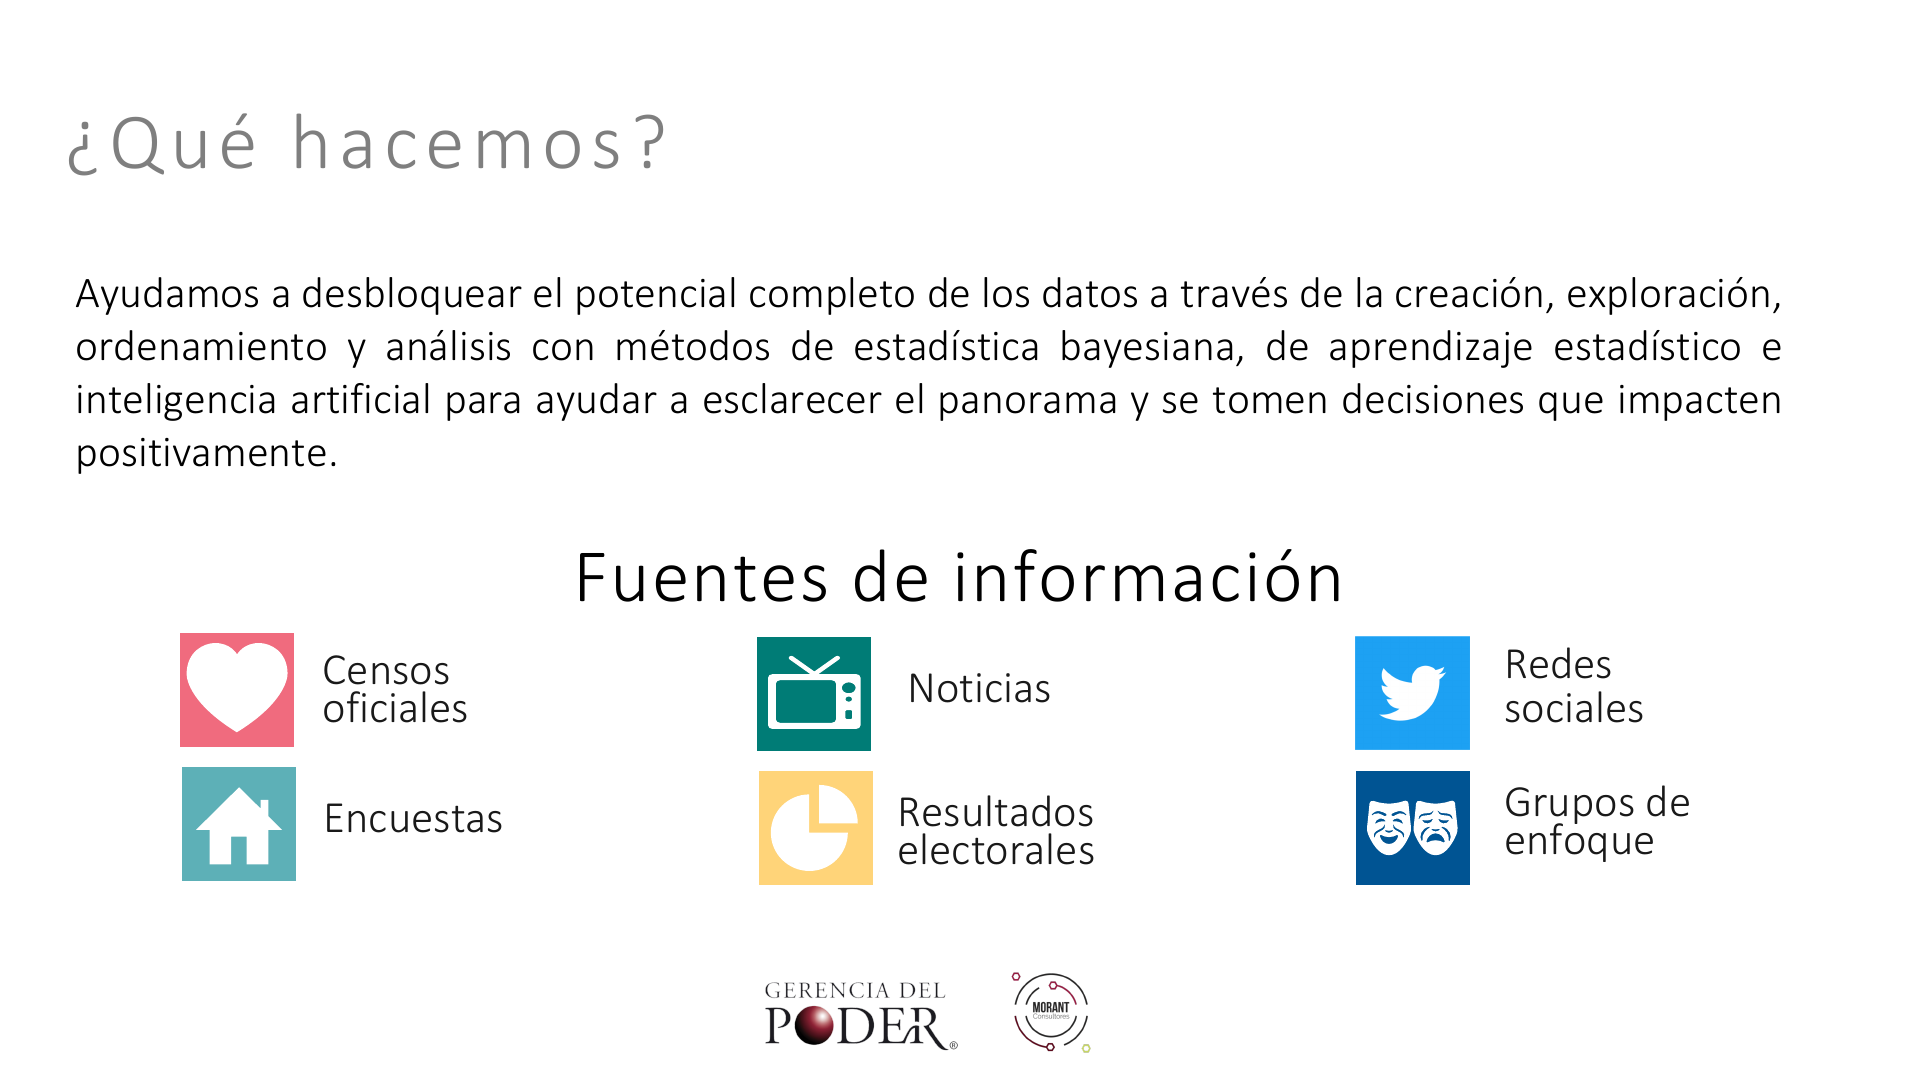 ¿Qué hacemos?
Ayudamos a desbloquear el potencial completo de los datos a través de la creación, exploración,
ordenamiento y análisis con métodos de estadística bayesiana, de aprendizaje estadístico e
inteligencia artificial para ayudar a esclarecer el panorama y se tomen decisiones que impacten
positivamente.
Fuentes de información
Censos
oficiales
Noticias
Redes
sociales
Encuestas
Resultados
electorales
Grupos de
enfoque
GERENCIA DEL
PODER®
MORANT
Consultores